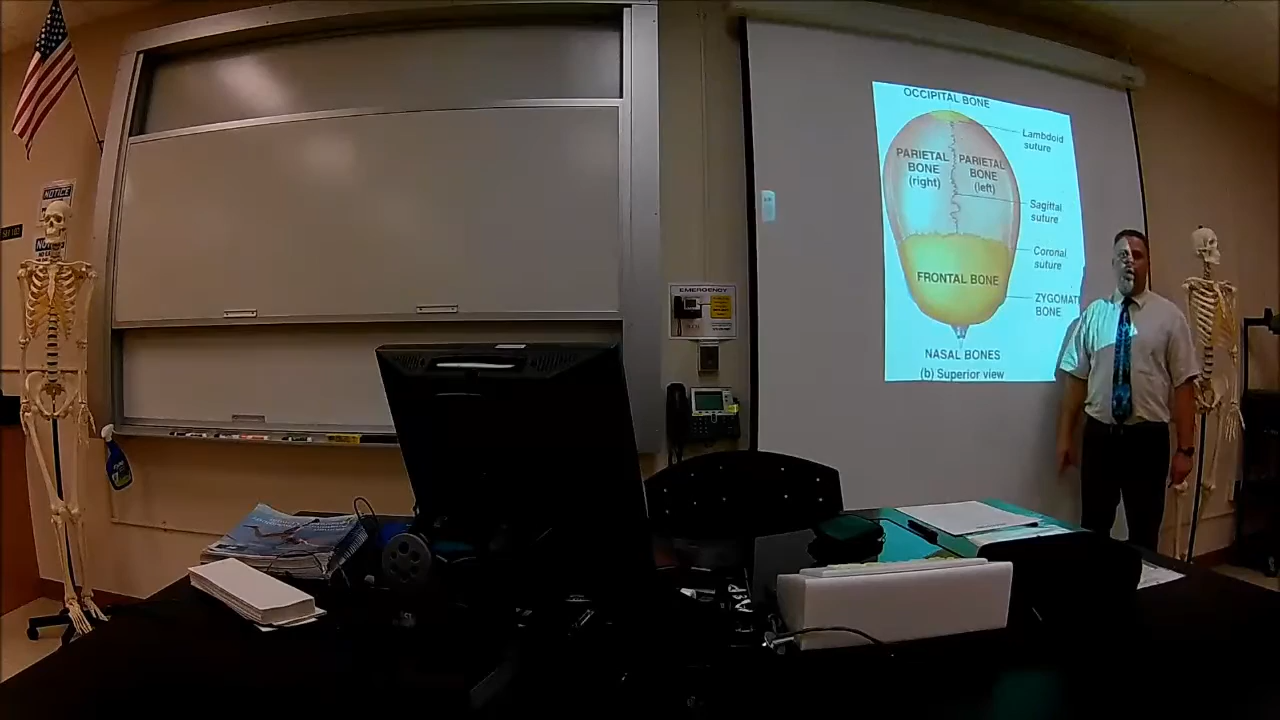 NOTICE
OCCIPITAL BONE
Lambdoid
suture
PARIETAL
BONE
(right)
PARIETAL
BONE
(left)
Sagittal
suture
Coronal
suture
FRONTAL BONE
ZYGOMAT
BONE
NASAL BONES
(b) Superior view
EMERGENCY